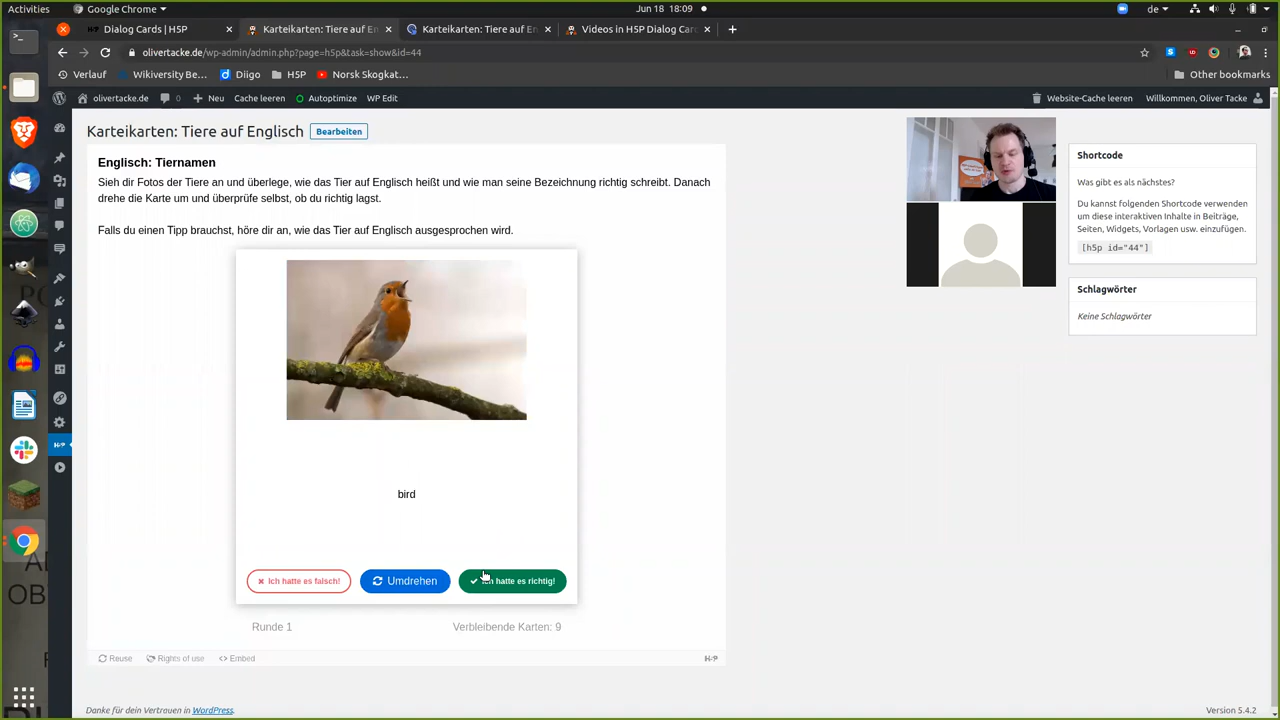 Activities
Google Chrome
Jun 18 18:09
de
H-P Dialog Cards | H5P
Karteikarten: Tiere auf En
Karteikarten: Tiere auf En
Videos in H5P Dialog Card
olivertacke.de/wp-admin/admin.php?page=h5p&task=show&id=44
Verlauf
Wikiversity Be...
Diigo
H5P
Norsk Skogkat...
Other bookmarks
olivertacke.de
0
Neu
Cache leeren
Autoptimize
WP Edit
Website-Cache leeren
Willkommen, Oliver Tacke
Karteikarten: Tiere auf Englisch
Bearbeiten
Englisch: Tiernamen
Sieh dir Fotos der Tiere an und überlege, wie das Tier auf Englisch heißt und wie man seine Bezeichnung richtig schreibt. Danach
drehe die Karte um und überprüfe selbst, ob du richtig lagst.
Falls du einen Tipp brauchst, höre dir an, wie das Tier auf Englisch ausgesprochen wird.
bird
Ich hatte es falsch!
Umdrehen
Ich hatte es richtig!
Runde 1
Verbleibende Karten: 9
Reuse
Rights of use
<> Embed
H-P
Shortcode
Was gibt es als nächstes?
Du kannst folgenden Shortcode verwenden
um diese interaktiven Inhalte in Beiträge,
Seiten, Widgets, Vorlagen usw. einzufügen.
[h5p id="44"]
Schlagwörter
Keine Schlagwörter
Danke für dein Vertrauen in WordPress.
Version 5.4.2